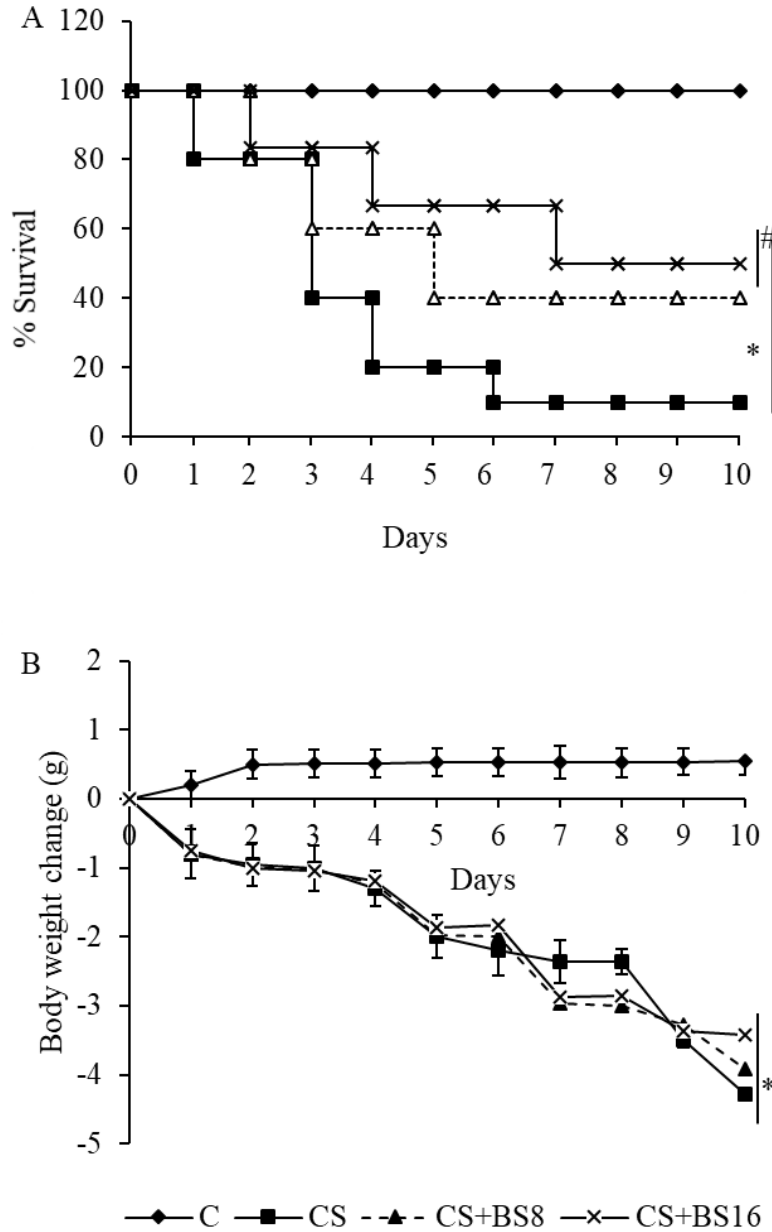 A
% Survival
120
100
80
60
40
20
0
0 1 2 3 4 5 6 7 8 9 10
Days
#
*
B
Body weight change (g)
2
1
0
-1
-2
-3
-4
-5
0 1 2 3 4 5 6 7 8 9 10
Days
*
C CS CS+BS8 CS+BS16